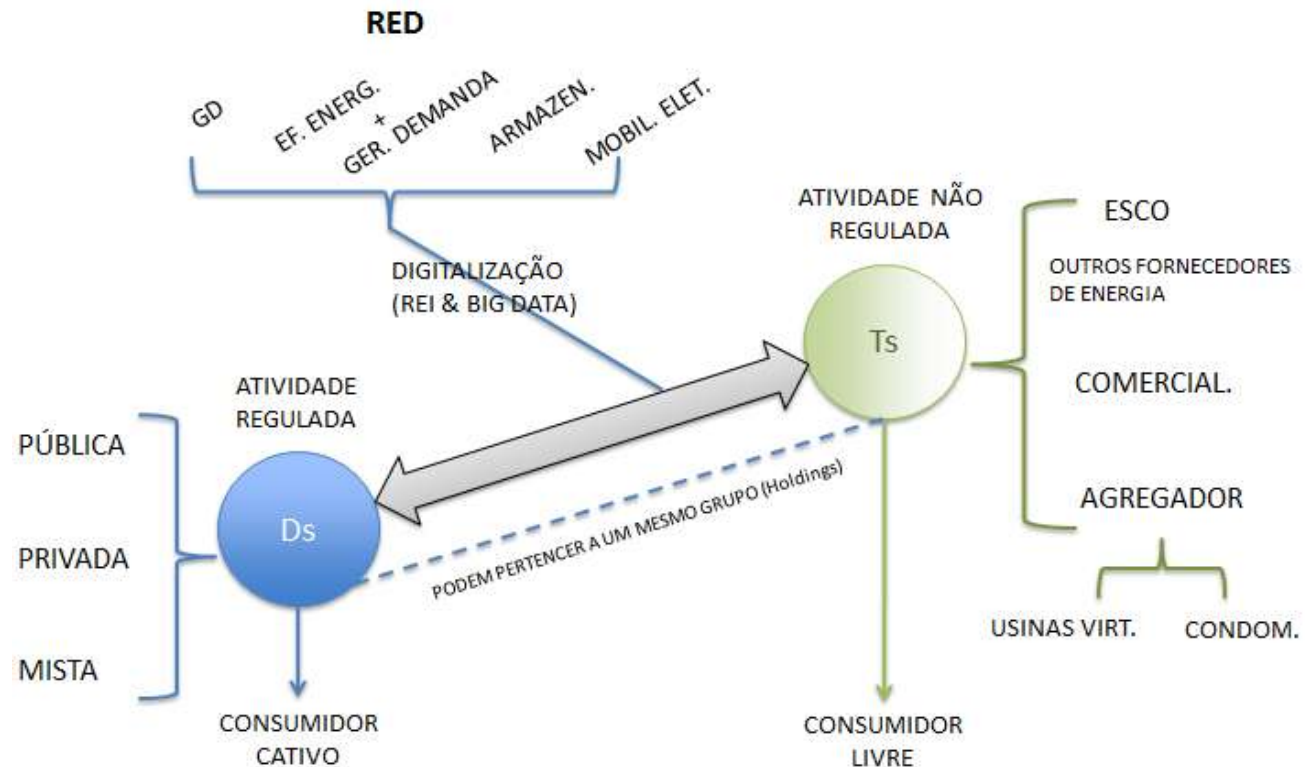 RED
GD
EF. ENERG.
+
GER. DEMANDA
ARMAZEN.
MOBIL. ELET.
DIGITALIZAÇÃO
(REI & BIG DATA)
ATIVIDADE NÃO
REGULADA
Ts
ESCO
OUTROS FORNECEDORES
DE ENERGIA
COMERCIAL.
AGREGADOR
USINAS VIRT.
CONDOM.
ATIVIDADE
REGULADA
Ds
PÚBLICA
PRIVADA
MISTA
PODEM PERTENCER A UM MESMO GRUPO (Holdings)
CONSUMIDOR
CATIVO
CONSUMIDOR
LIVRE